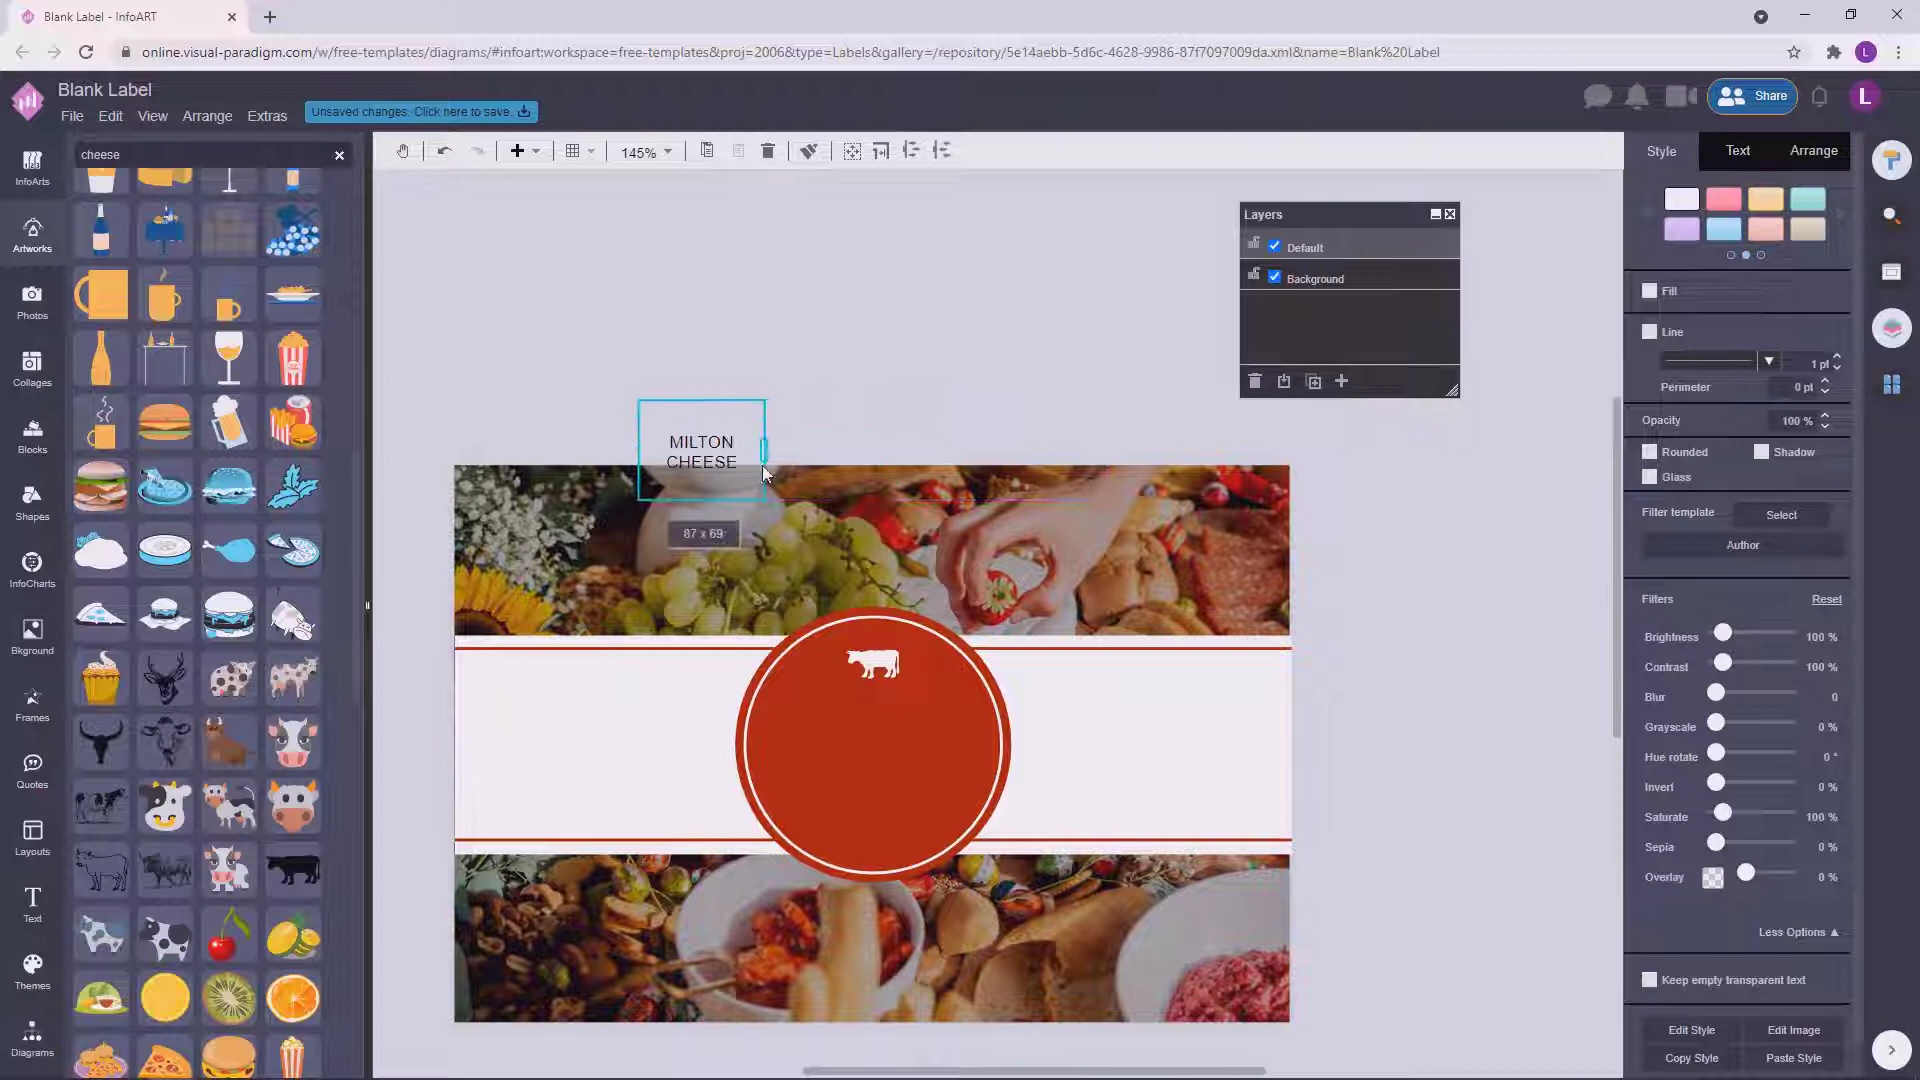 Blank Label - InfoART
online.visual-paradigm.com/w/free-templates/diagrams/#infoart:workspace=free-templates&proj=2006&type=Labels&gallery=/repository/5e14aebb-5d6c-4628-9986-87f7097009da.xml&name=Blank%20Label
L
Blank Label
File Edit View Arrange Extras
Unsaved changes. Click here to save.
Share
L
InfoArts
Artworks
Photos
Collages
Blocks
Shapes
InfoCharts
Bkground
Frames
Quotes
Layouts
Text
Themes
Diagrams
cheese
145%
Layers
Default
Background
MILTON
CHEESE
87 x 69
Style Text Arrange
Fill
Line
1 pt
Perimeter 0 pt
Opacity 100 %
Rounded Shadow
Glass
Filter template Select
Author
Filters Reset
Brightness 100 %
Contrast 100 %
Blur 0
Grayscale 0 %
Hue rotate 0 °
Invert 0 %
Saturate 100 %
Sepia 0 %
Overlay 0 %
Less Options
Keep empty transparent text
Edit Style Edit Image
Copy Style Paste Style